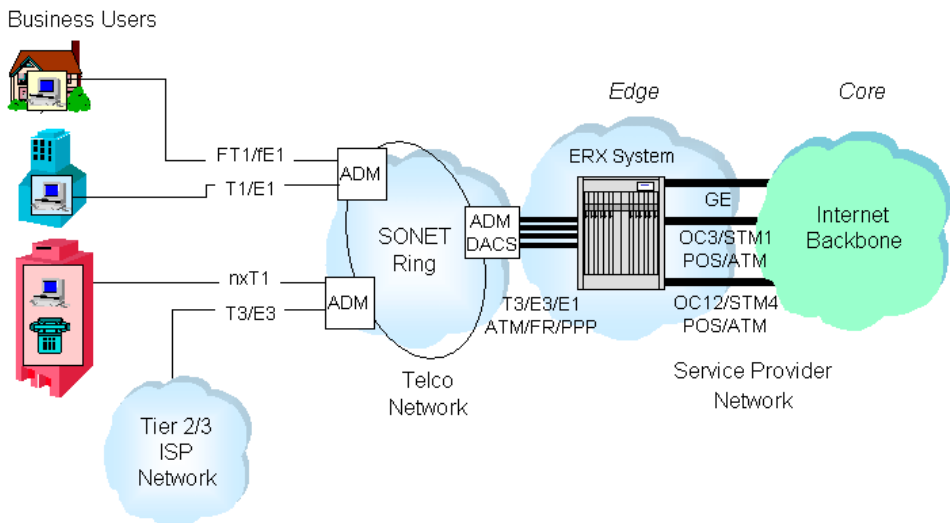 Business Users
Edge
Core
FT1/fE1
T1/E1
ADM
ERX System
GE
SONET
Ring
ADM
DACS
Internet
Backbone
OC3/STM1
POS/ATM
nxT1
T3/E3
ADM
T3/E3/E1
ATM/FR/PPP
OC12/STM4
POS/ATM
Telco
Network
Service Provider
Network
Tier 2/3
ISP
Network